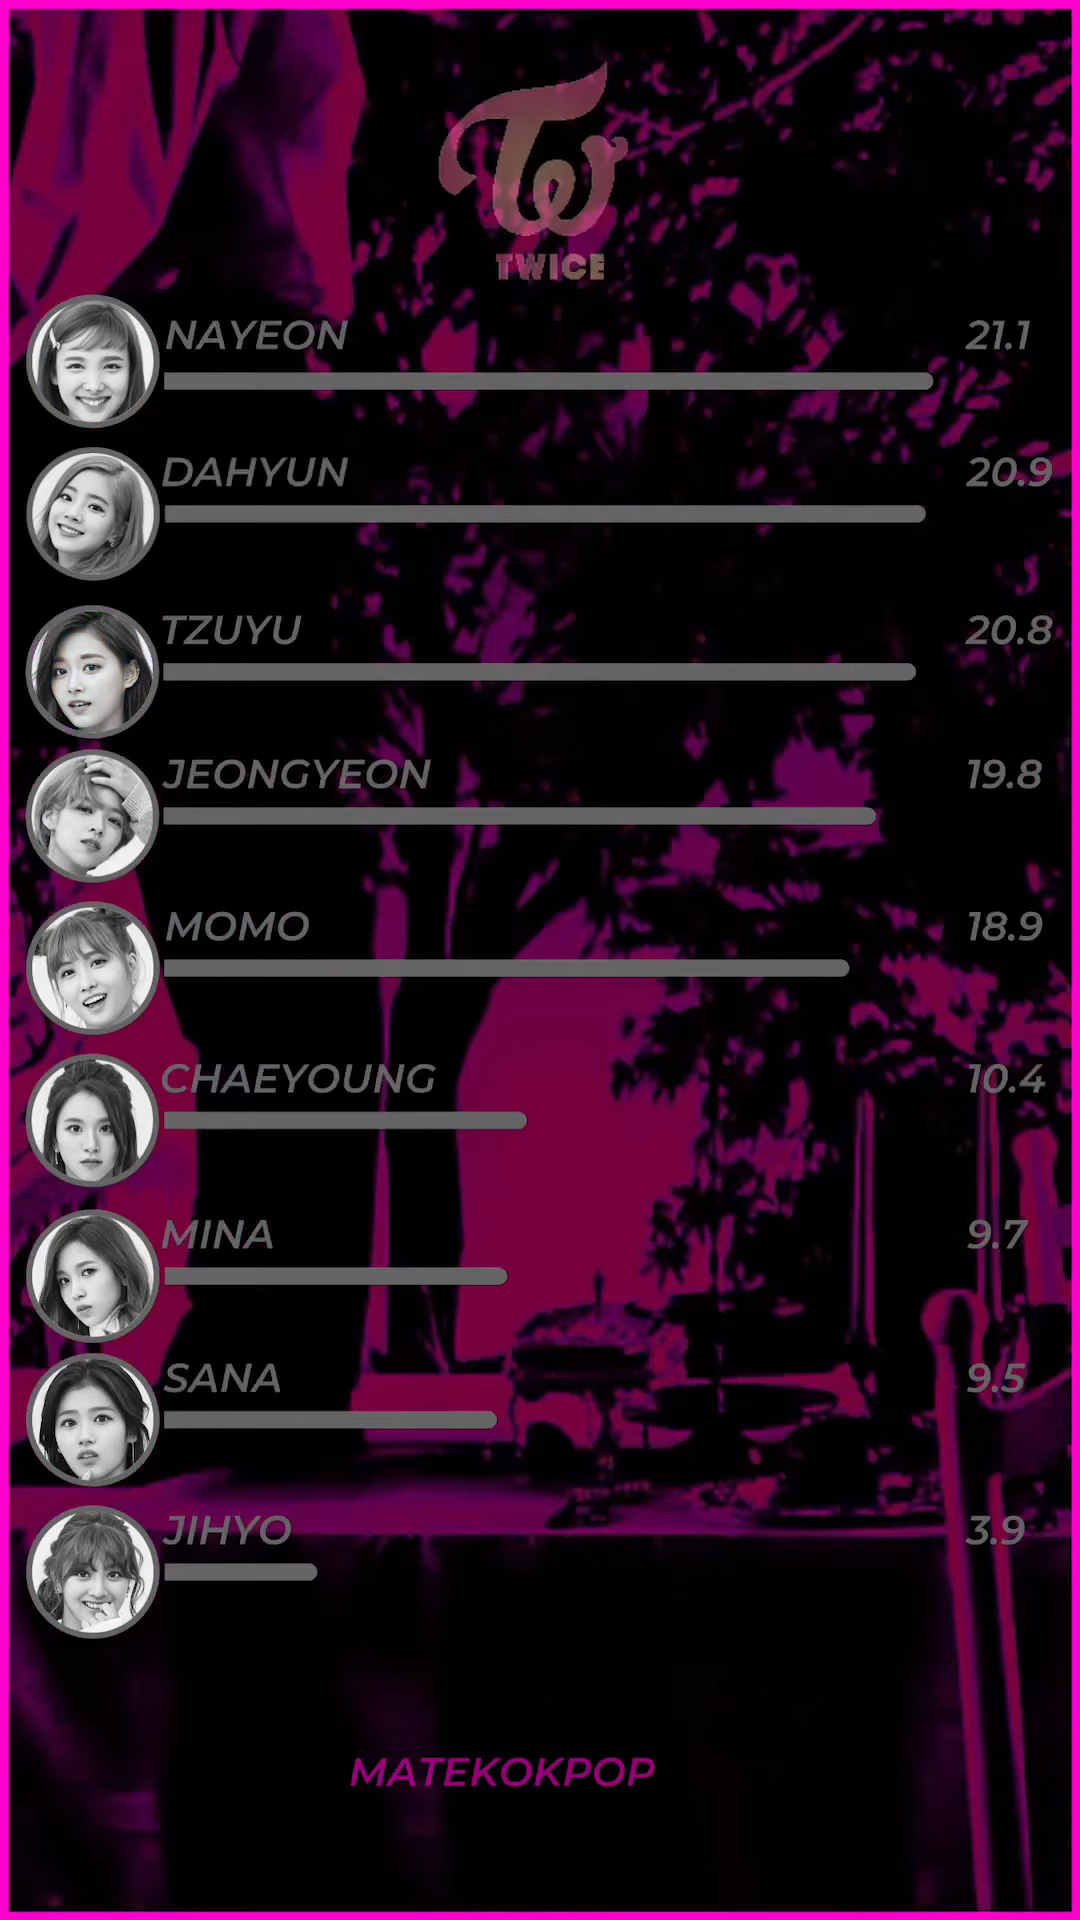 TWICE
NAYEON 21.1
DAHYUN 20.9
TZUYU 20.8
JEONGYEON 19.8
MOMO 18.9
CHAEYOUNG 10.4
MINA 9.7
SANA 9.5
JIHYO 3.9
MATEKOKPOP